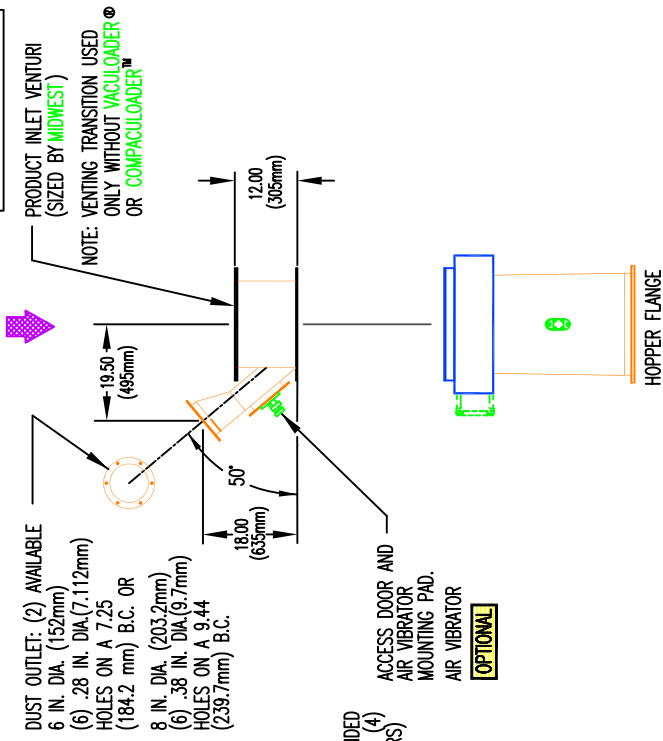 DUST OUTLET: (2) AVAILABLE
6 IN. DIA. (152mm)
(6) .28 IN. DIA.(7.112mm)
HOLES ON A 7.25
(184.2 mm) B.C. OR
8 IN. DIA. (203.2mm)
(6) .38 IN. DIA.(9.7mm)
HOLES ON A 9.44
(239.7mm) B.C.
PRODUCT INLET VENTURI
(SIZED BY MIDWEST)
NOTE: VENTING TRANSITION USED
ONLY WITHOUT VACULOADER®
OR COMPACULOADER™
19.50
(495mm)
12.00
(305mm)
50°
18.00
(635mm)
ACCESS DOOR AND
AIR VIBRATOR
MOUNTING PAD.
AIR VIBRATOR
OPTIONAL
HOPPER FLANGE
(4)